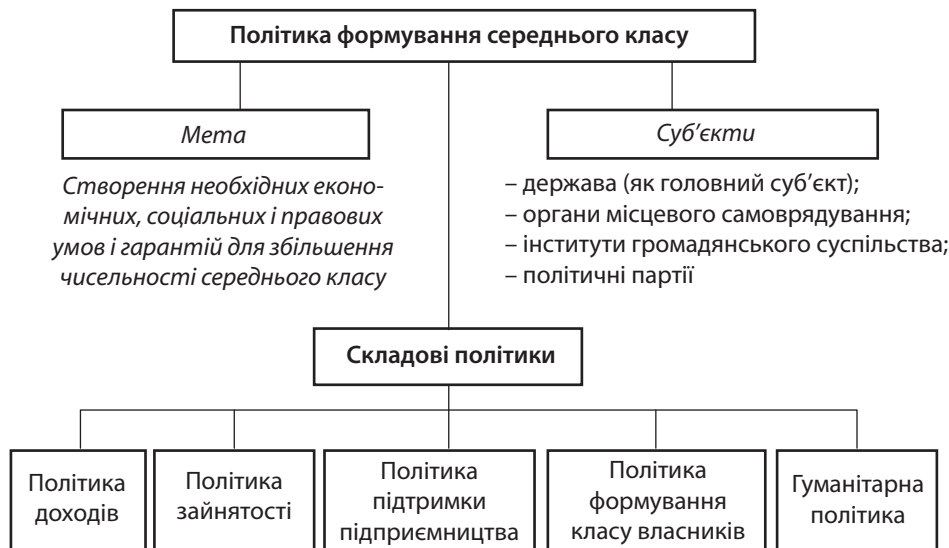 Політика формування середнього класу
Мета
Створення необхідних еконо-
мічних, соціальних і правових
умов і гарантій для збільшення
чисельності середнього класу
Суб’єкти
– держава (як головний суб’єкт);
– органи місцевого самоврядування;
– інститути громадянського суспільства;
– політичні партії
Складові політики
Політика
доходів
Політика
зайнятості
Політика
підтримки
підприємництва
Політика
формування
класу власників
Гуманітарна
політика